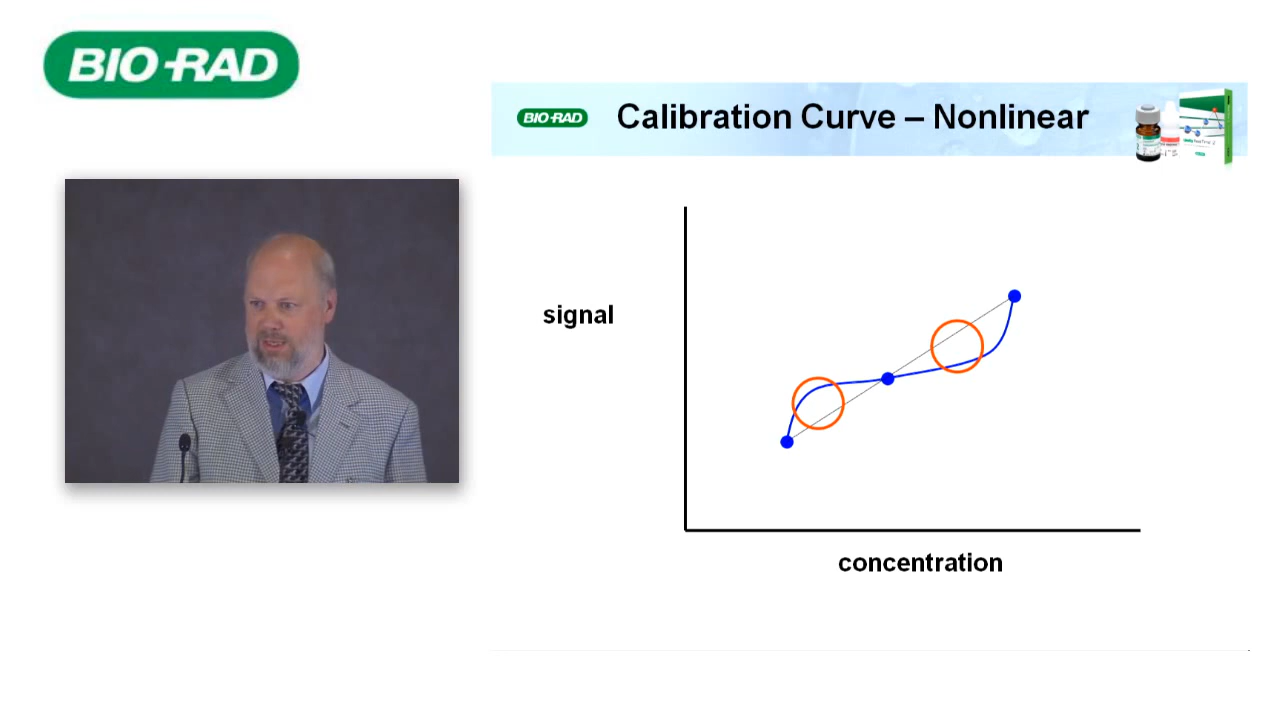 BIO-RAD
BIO-RAD
Calibration Curve – Nonlinear
signal
concentration